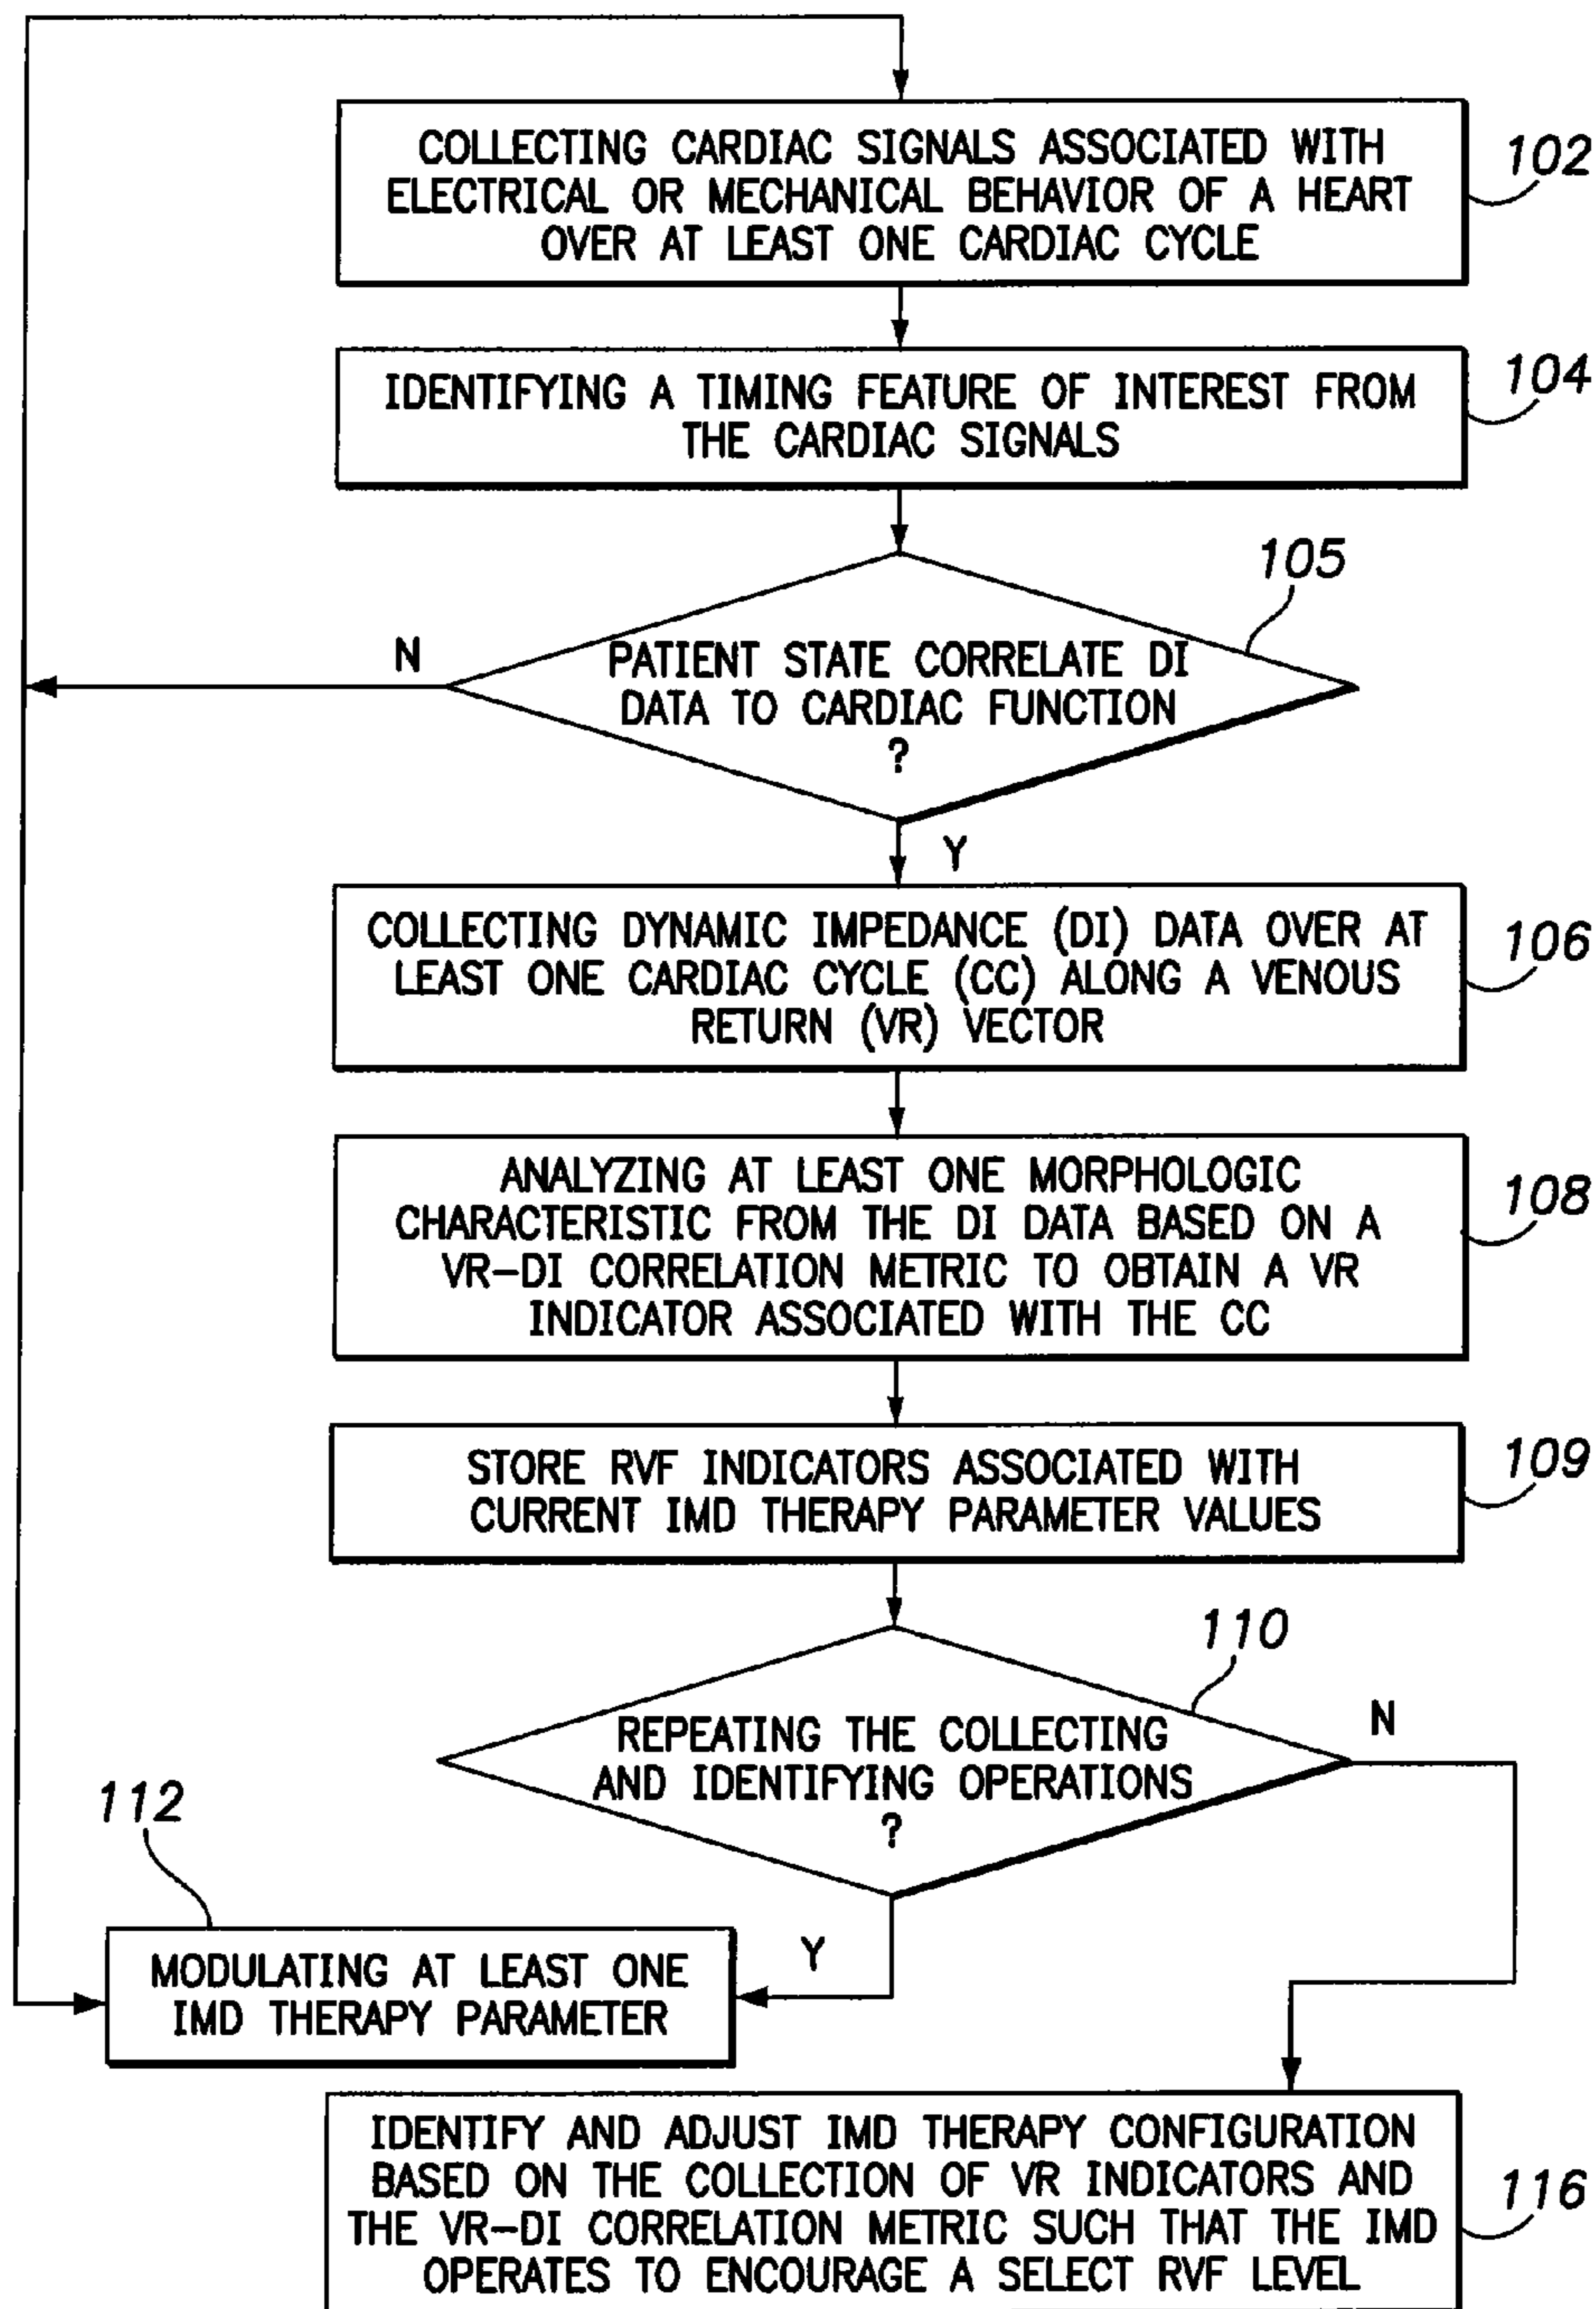 COLLECTING CARDIAC SIGNALS ASSOCIATED WITH
ELECTRICAL OR MECHANICAL BEHAVIOR OF A HEART
OVER AT LEAST ONE CARDIAC CYCLE
102
IDENTIFYING A TIMING FEATURE OF INTEREST FROM
THE CARDIAC SIGNALS
104
105
N
PATIENT STATE CORRELATE DI
DATA TO CARDIAC FUNCTION
?
Y
COLLECTING DYNAMIC IMPEDANCE (DI) DATA OVER AT
LEAST ONE CARDIAC CYCLE (CC) ALONG A VENOUS
RETURN (VR) VECTOR
106
ANALYZING AT LEAST ONE MORPHOLOGIC
CHARACTERISTIC FROM THE DI DATA BASED ON A
VR-DI CORRELATION METRIC TO OBTAIN A VR
INDICATOR ASSOCIATED WITH THE CC
108
STORE RVF INDICATORS ASSOCIATED WITH
CURRENT IMD THERAPY PARAMETER VALUES
109
110
REPEATING THE COLLECTING
AND IDENTIFYING OPERATIONS
?
N
112
Y
MODULATING AT LEAST ONE
IMD THERAPY PARAMETER
IDENTIFY AND ADJUST IMD THERAPY CONFIGURATION
BASED ON THE COLLECTION OF VR INDICATORS AND
THE VR-DI CORRELATION METRIC SUCH THAT THE IMD
OPERATES TO ENCOURAGE A SELECT RVF LEVEL
116